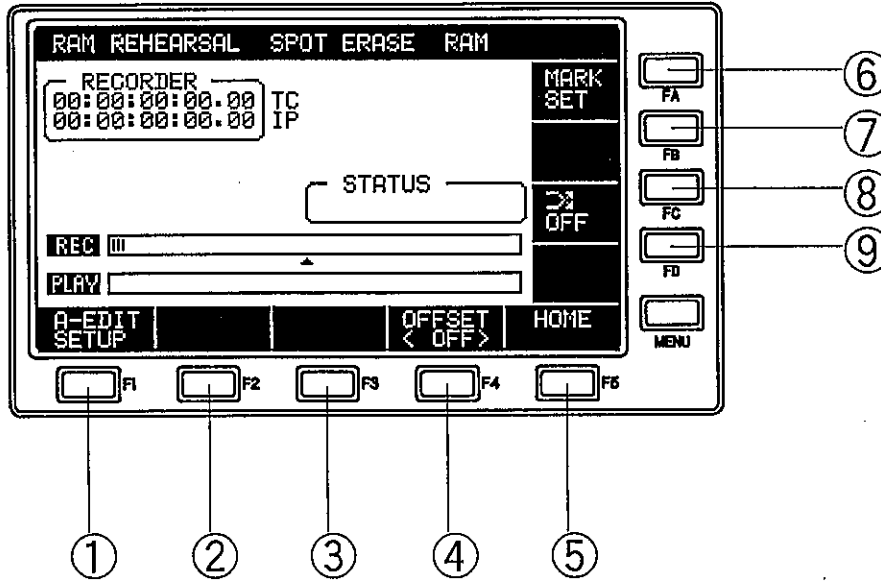 RAM REHEARSAL SPOT ERASE RAM
RECORDER
00:00:00:00.00 TC
00:00:00:00.00 IP
MARK
SET
STATUS
OFF
REC
PLAY
A-EDIT
SETUP
OFFSET
< OFF>
HOME
FA
FB
FC
FD
MENU
F1
F2
F3
F4
F5
⑥
⑦
⑧
⑨
① ② ③ ④ ⑤